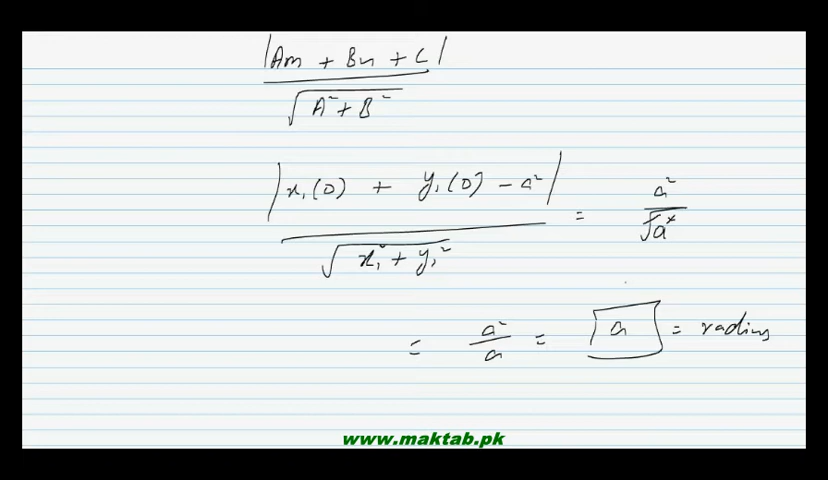 |Am + Bn + C|
√A² + B²
|x₁(0) + y₁(0) - a²|
√x₁² + y₁²
= a²
√a²
= a²/a = a = radius
www.maktab.pk